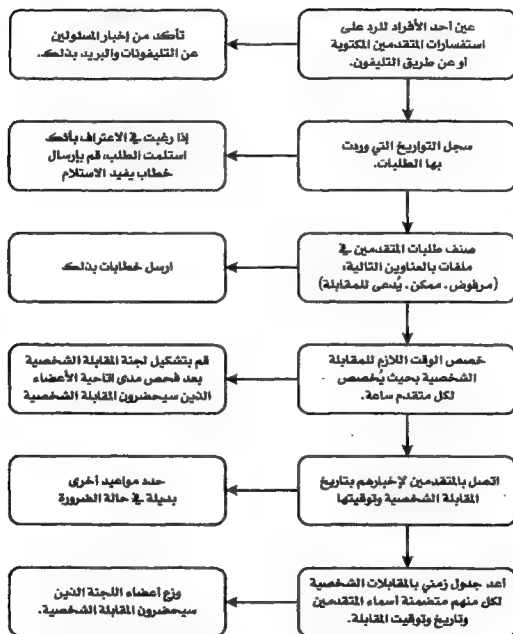 عين أحد الأفراد للرد على
استفسارات المتقدمين المكتوبة
او عن طريق التليفون.
تأكد من إخبار المسئولين
عن التليفونات والبريد بذلك.
سجل التواريخ التي وردت
بها الطلبات.
إذا رغبت في الاعتراف بأنك
استلمت الطلب، قم بإرسال
خطاب يفيد الاستلام
صنف طلبات المتقدمين في
ملفات بالعناوين التالية:
(مرفوض، ممكن، يُدعى للمقابلة)
ارسل خطابات بذلك
خصص الوقت اللازم للمقابلة
الشخصية بحيث يُخصص
لكل متقدم ساعة.
قم بتشكيل لجنة المقابلة الشخصية
بعد فحص مدى اتاحية الأعضاء
الذين سيحضرون المقابلة الشخصية
اتصل بالمتقدمين لإخبارهم بتاريخ
المقابلة الشخصية وتوقيتها
حدد مواعيد أخرى
بديلة في حالة الضرورة
أعد جدول زمني بالمقابلات الشخصية
لكل منهم متضمنة أسماء المتقدمين
وتاريخ وتوقيت المقابلة.
وزع أعضاء اللجنة الذين
سيحضرون المقابلة الشخصية.